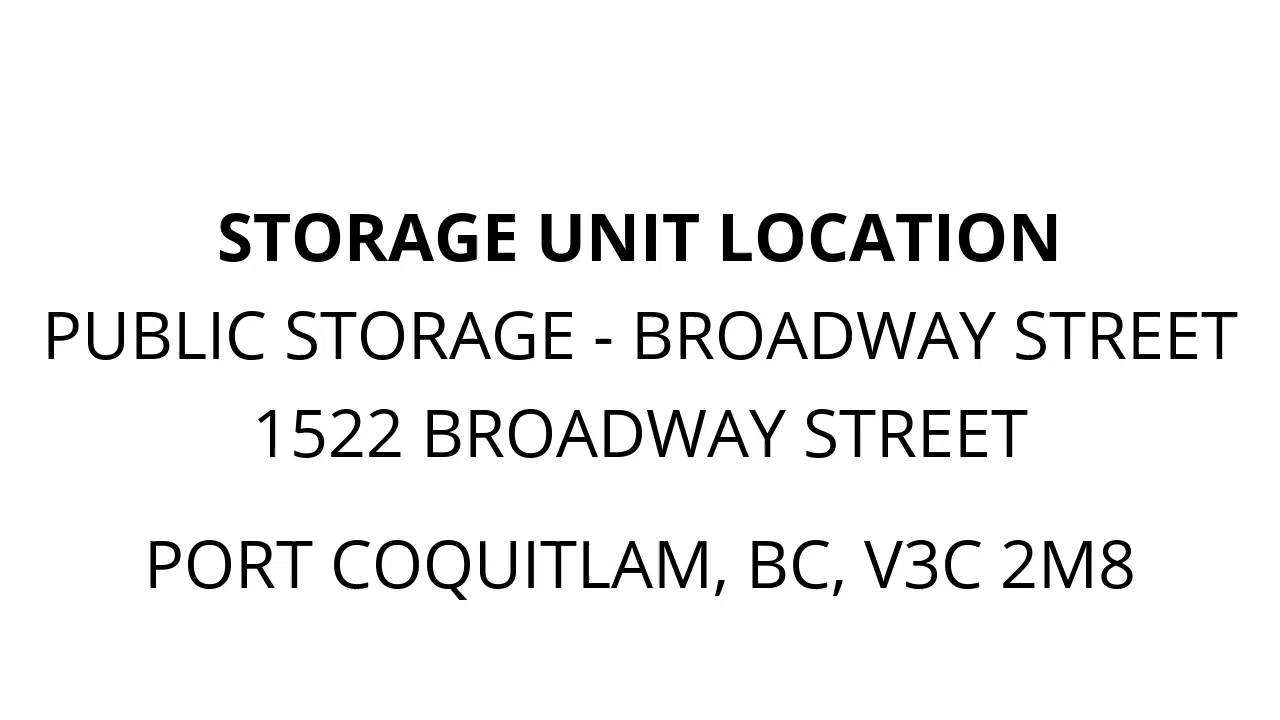 STORAGE UNIT LOCATION
PUBLIC STORAGE - BROADWAY STREET
1522 BROADWAY STREET
PORT COQUITLAM, BC, V3C 2M8